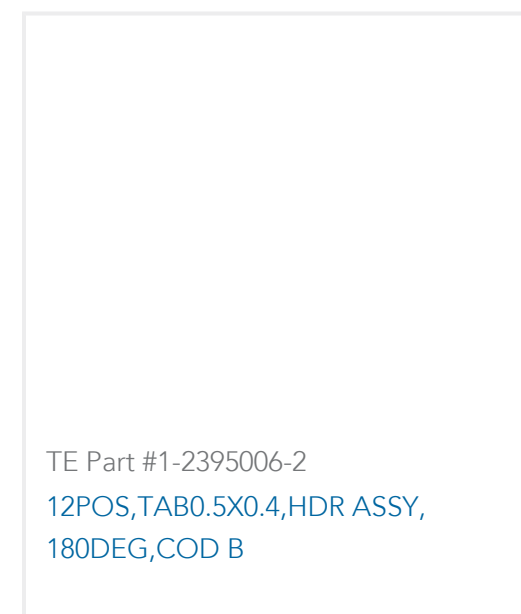 TE Part #1-2395006-2
12POS,TAB0.5X0.4,HDR ASSY,
180DEG,COD B